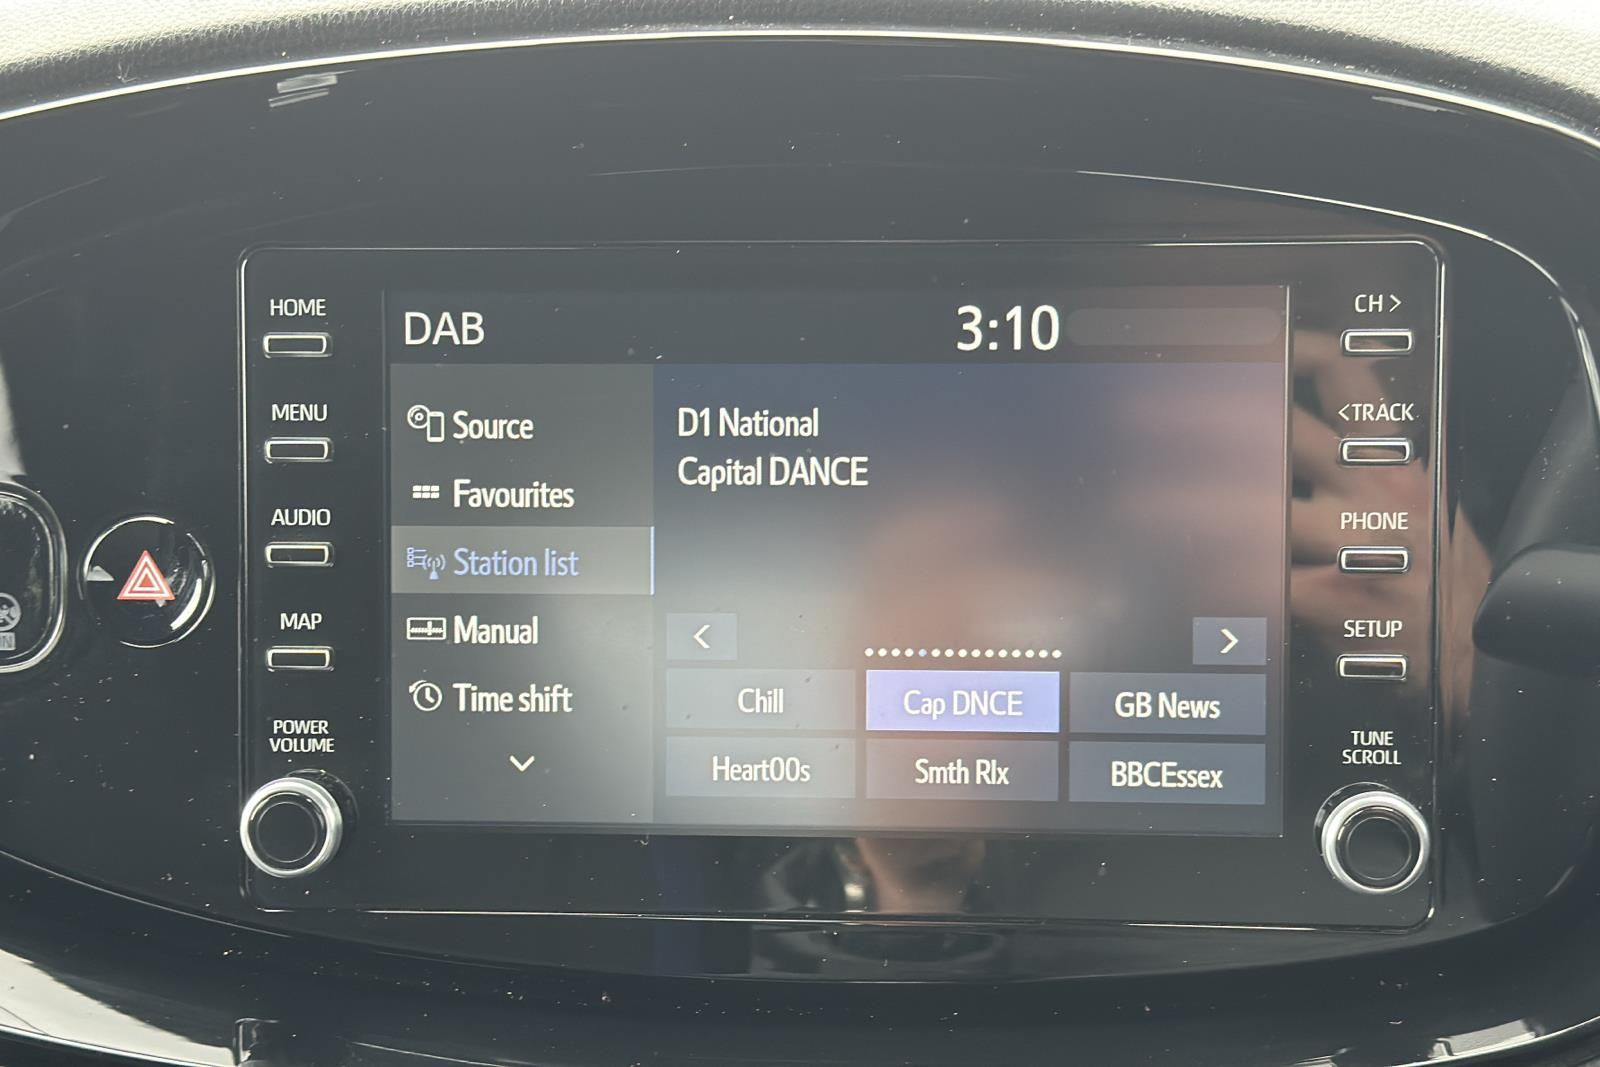 HOME
MENU
AUDIO
MAP
POWER
VOLUME
DAB
3:10
Source
Favourites
Station list
Manual
Time shift
D1 National
Capital DANCE
<
>
Chill
Cap DNCE
GB News
Heart00s
Smth Rlx
BBCEssex
CH >
<TRACK
PHONE
SETUP
TUNE
SCROLL